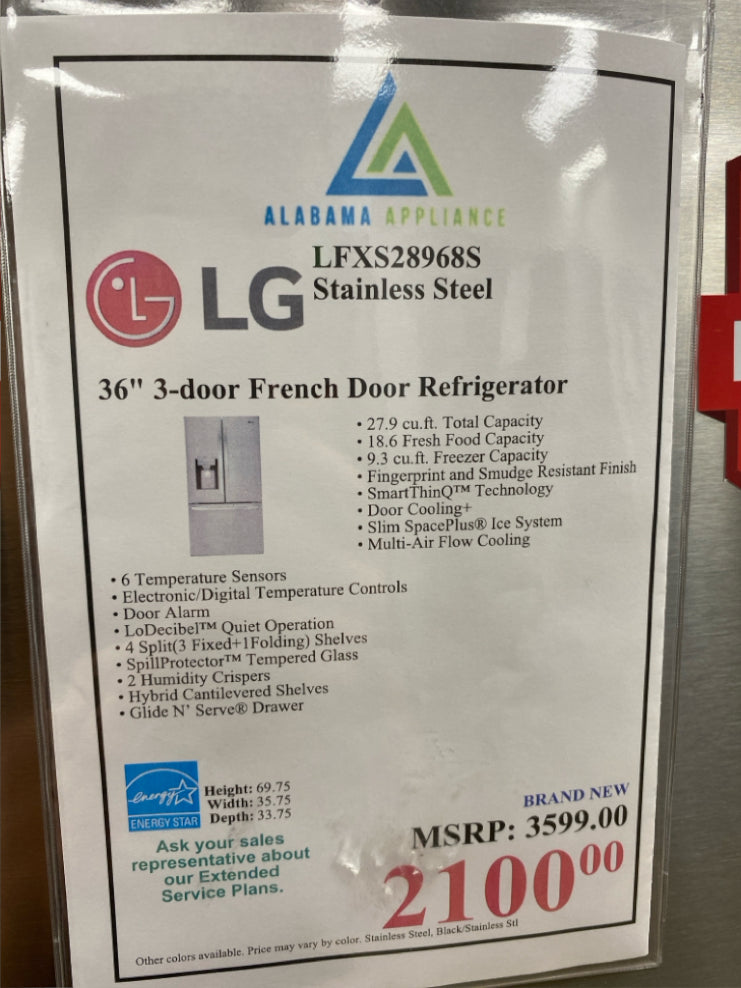 ALABAMA APPLIANCE
LG
LFXS28968S
Stainless Steel
36" 3-door French Door Refrigerator
• 27.9 cu.ft. Total Capacity
• 18.6 Fresh Food Capacity
• 9.3 cu.ft. Freezer Capacity
• Fingerprint and Smudge Resistant Finish
• SmartThinQ™ Technology
• Door Cooling+
• Slim SpacePlus® Ice System
• Multi-Air Flow Cooling
• 6 Temperature Sensors
• Electronic/Digital Temperature Controls
• Door Alarm
• LoDecibel™ Quiet Operation
• 4 Split(3 Fixed+1Folding) Shelves
• SpillProtector™ Tempered Glass
• 2 Humidity Crispers
• Hybrid Cantilevered Shelves
• Glide N' Serve® Drawer
energy
ENERGY STAR
Height: 69.75
Width: 35.75
Depth: 33.75
Ask your sales
representative about
our Extended
Service Plans.
BRAND NEW
MSRP: 3599.00
2100⁰⁰
Other colors available. Price may vary by color. Stainless Steel, Black/Stainless Stl